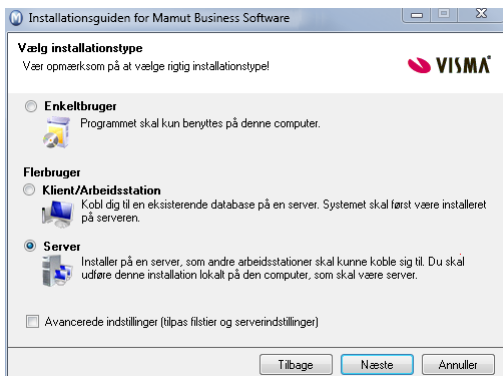 Installationsguiden for Mamut Business Software
Vælg installationstype
Vær opmærksom på at vælge rigtig installationstype!
VISMA
Enkeltbruger
Programmet skal kun benyttes på denne computer.
Flerbruger
Klient/Arbejdsstation
Kobl dig til en eksisterende database på en server. Systemet skal først være installeret
på serveren.
Server
Installer på en server, som andre arbejdsstationer skal kunne koble sig til. Du skal
udføre denne installation lokalt på den computer, som skal være server.
Avancerede indstillinger (tilpas filstier og serverindstillinger)
Tilbage
Næste
Annuller